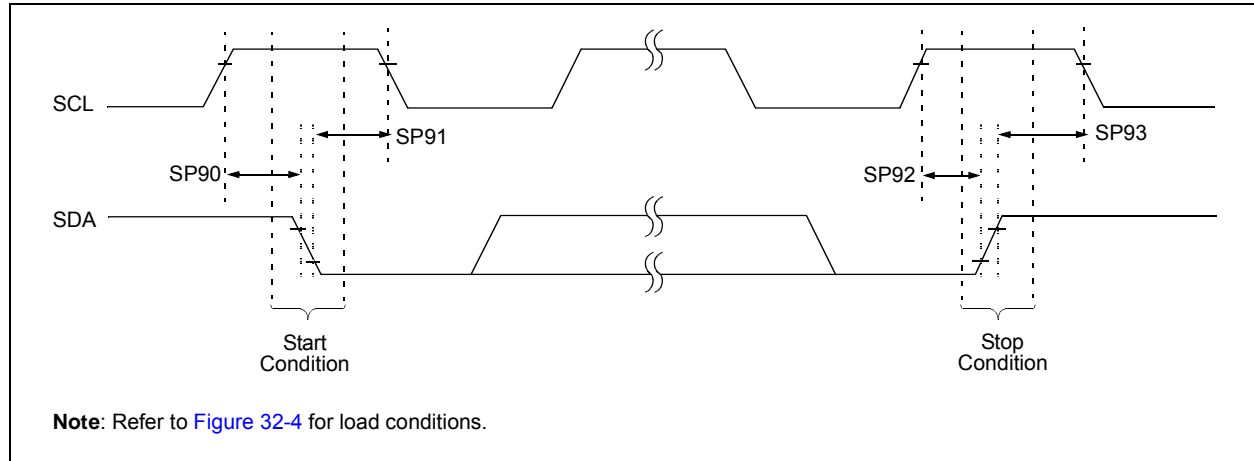 SCL
SP91
SP93
SP90
SP92
SDA
Start
Condition
Stop
Condition
Note: Refer to Figure 32-4 for load conditions.